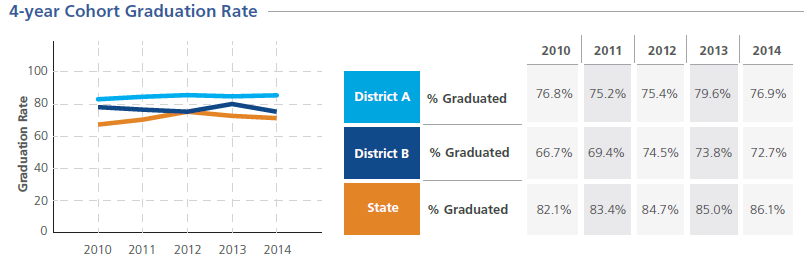 4-year Cohort Graduation Rate
Graduation Rate
100
80
60
40
20
0
2010 2011 2012 2013 2014
2010 2011 2012 2013 2014
District A % Graduated 76.8% 75.2% 75.4% 79.6% 76.9%
District B % Graduated 66.7% 69.4% 74.5% 73.8% 72.7%
State % Graduated 82.1% 83.4% 84.7% 85.0% 86.1%